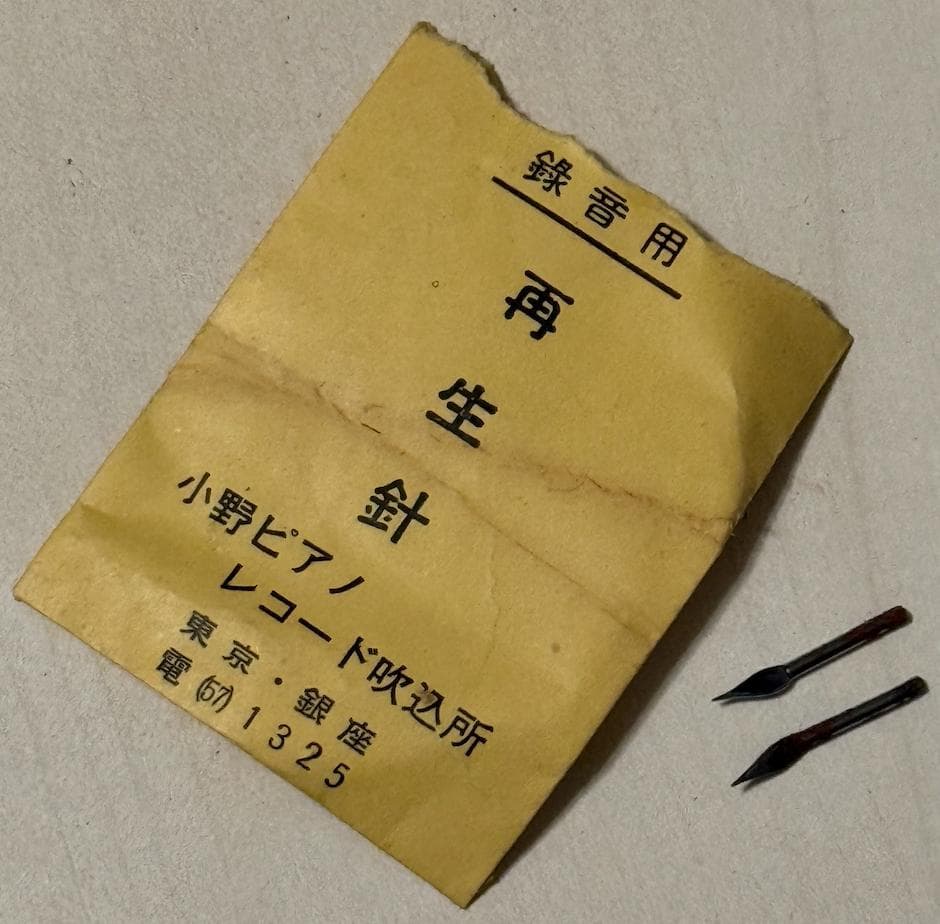 錄音用
再生針
小野ピアノ
レコード吹込所
東京・銀座
電(57)1325